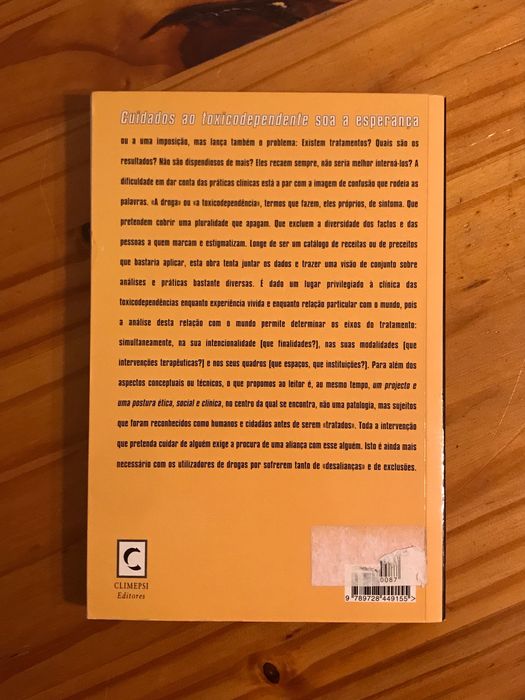 Cuidados ao toxicodependente soa a esperança
ou a uma imposição, mas lança também o problema: Existem tratamentos? Quais são os
resultados? Não são dispendiosos de mais? Eles recaem sempre, não seria melhor interná-los? A
dificuldade em dar conta das práticas clínicas está a par com a imagem de confusão que rodeia as
palavras. «A droga» ou «a toxicodependência», termos que fazem, eles próprios, de sintoma. Que
pretendem cobrir uma pluralidade que apagam. Que excluem a diversidade dos factos e das
pessoas a quem marcam e estigmatizam. Longe de ser um catálogo de receitas ou de preceitos
que bastaria aplicar, esta obra tenta juntar os dados e trazer uma visão de conjunto sobre
análises e práticas bastante diversas. É dado um lugar privilegiado à clínica das
toxicodependências enquanto experiência vivida e enquanto relação particular com o mundo, pois
a análise desta relação com o mundo permite determinar os eixos do tratamento:
simultaneamente, na sua intencionalidade [que finalidades?], nas suas modalidades [que
intervenções terapêuticas?] e nos seus quadros [que espaços, que instituições?]. Para além dos
aspectos conceptuais ou técnicos, o que propomos ao leitor é, ao mesmo tempo, um projecto e
uma postura ética, social e clínica, no centro da qual se encontra, não uma patologia, mas sujeitos
que foram reconhecidos como humanos e cidadãos antes de serem «tratados». Toda a intervenção
que pretenda cuidar de alguém exige a procura de uma aliança com esse alguém. Isto é ainda mais
necessário com os utilizadores de drogas por sofrerem tanto de «desalianças» e de exclusões.
C
CLIMEPSI
Editores
0087
9 789728 449155 >